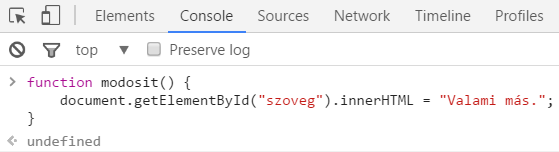 Elements Console Sources Network Timeline Profiles
top Preserve log
function modosit() {
    document.getElementById("szoveg").innerHTML = "Valami más.";
}
undefined